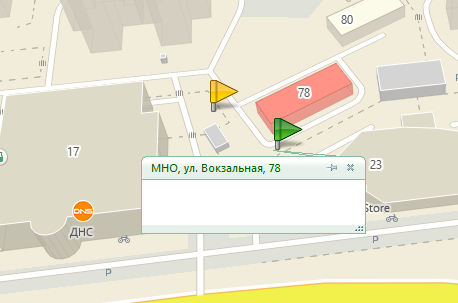 80
78
17
МНО, ул. Вокзальная, 78
23
Store
DNS
ДНС
P
P